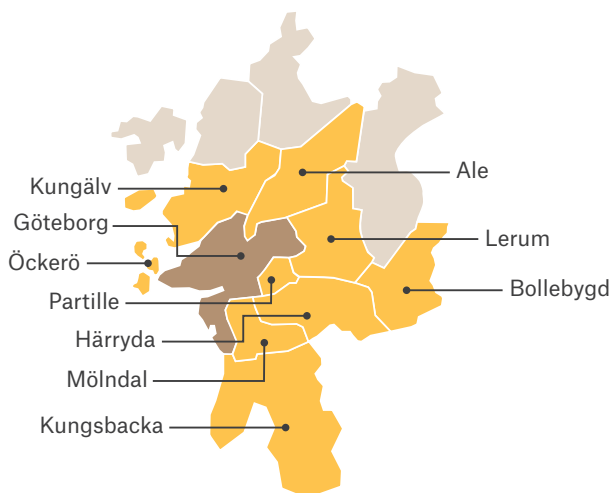 Kungälv
Göteborg
Öckerö
Partille
Härryda
Mölndal
Kungsbacka
Ale
Lerum
Bollebygd